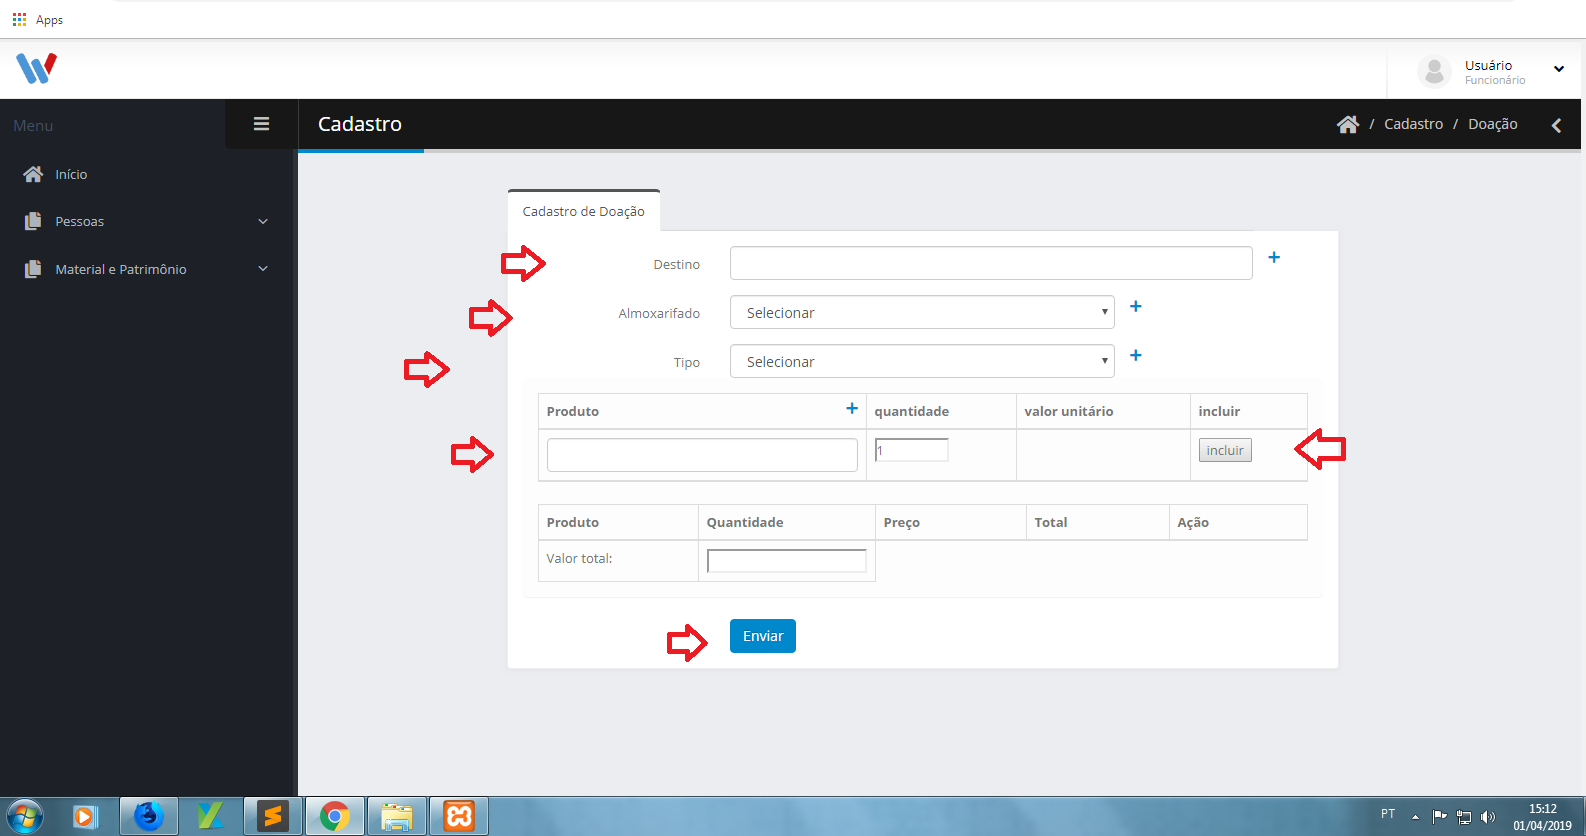 Apps
Usuário
Funcionário
Menu
Cadastro
/ Cadastro / Doação
Início
Pessoas
Material e Patrimônio
Cadastro de Doação
Destino
Almoxarifado Selecionar
Tipo Selecionar
Produto quantidade valor unitário incluir
1 incluir
Produto Quantidade Preço Total Ação
Valor total:
Enviar
PT 15:12
01/04/2019